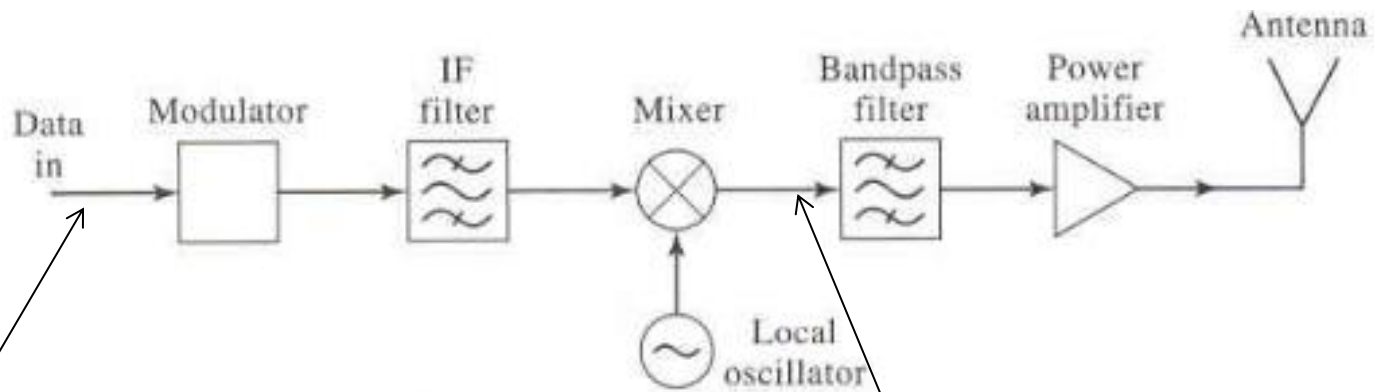 Data
in
Modulator
IF
filter
Mixer
Local
oscillator
Bandpass
filter
Power
amplifier
Antenna